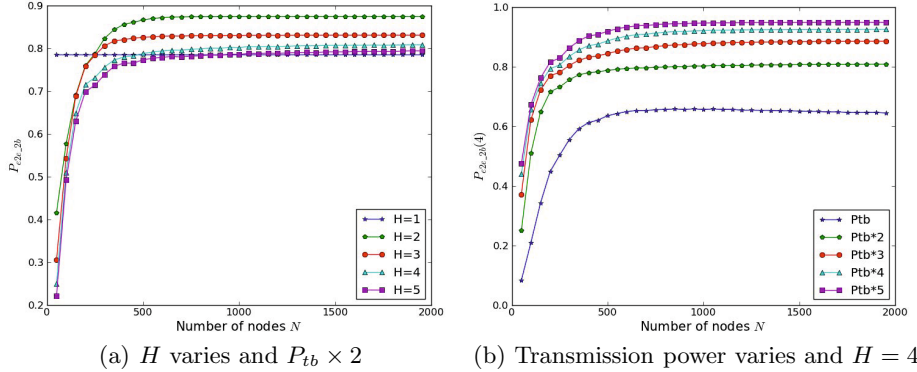 0.9
0.8
0.7
0.6
0.5
0.4
0.3
0.2
0
500
1000
1500
2000
P_{e2e_2b}
Number of nodes N
H=1
H=2
H=3
H=4
H=5
(a) H varies and P_{tb} × 2
1.0
0.8
0.6
0.4
0.2
0.0
0
500
1000
1500
2000
P_{e2e_2b}(4)
Number of nodes N
Ptb
Ptb*2
Ptb*3
Ptb*4
Ptb*5
(b) Transmission power varies and H = 4